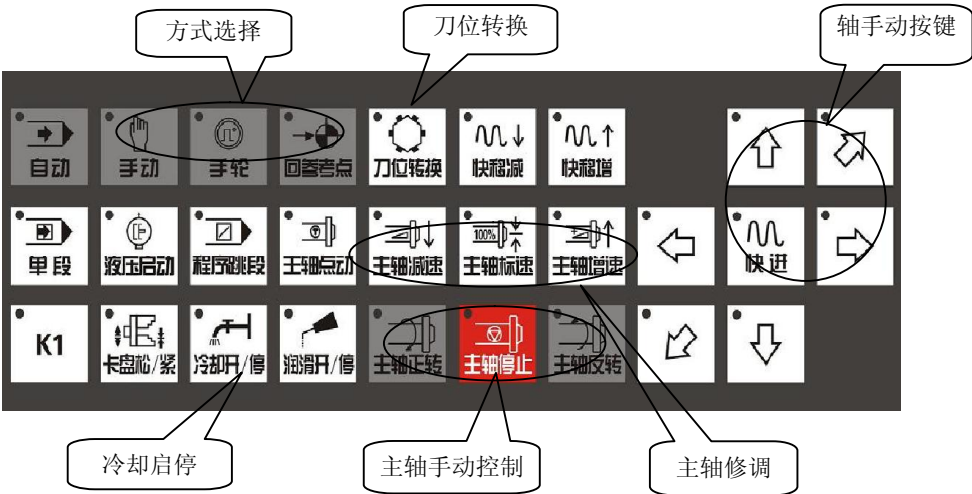 方式选择
刀位转换
轴手动按键
自动
手动
手轮
回参考点
刀位转换
快移减
快移增
单段
液压启动
程序跳段
主轴点动
主轴减速
100%
主轴标速
主轴增速
快进
K1
卡盘松/紧
冷却开/停
润滑开/停
主轴正转
主轴停止
主轴反转
冷却启停
主轴手动控制
主轴修调